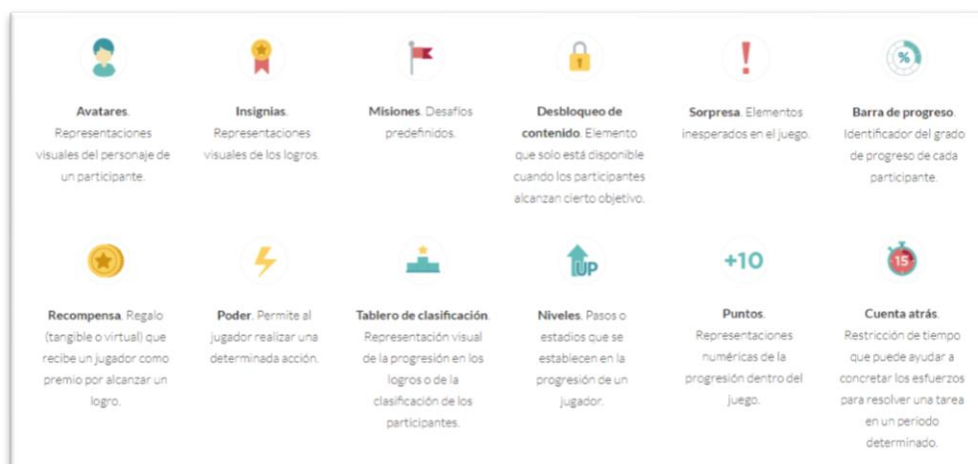 %
Avatares.
Representaciones
visuales del personaje de
un participante.
Insignias.
Representaciones
visuales de los logros.
Misiones. Desafíos
predefinidos.
Desbloqueo de
contenido. Elemento
que solo está disponible
cuando los participantes
alcanzan cierto objetivo.
Sorpresa. Elementos
inesperados en el juego.
Barra de progreso.
Identificador del grado
de progreso de cada
participante.
UP
+10
15
Recompensa. Regalo
(tangible o virtual) que
recibe un jugador como
premio por alcanzar un
logro.
Poder. Permite al
jugador realizar una
determinada acción.
Tablero de clasificación.
Representación visual
de la progresión en los
logros o de la
clasificación de los
participantes.
Niveles. Pasos o
estadios que se
establecen en la
progresión de un
jugador.
Puntos.
Representaciones
numéricas de la
progresión dentro del
juego.
Cuenta atrás.
Restricción de tiempo
que puede ayudar a
concretar los esfuerzos
para resolver una tarea
en un periodo
determinado.